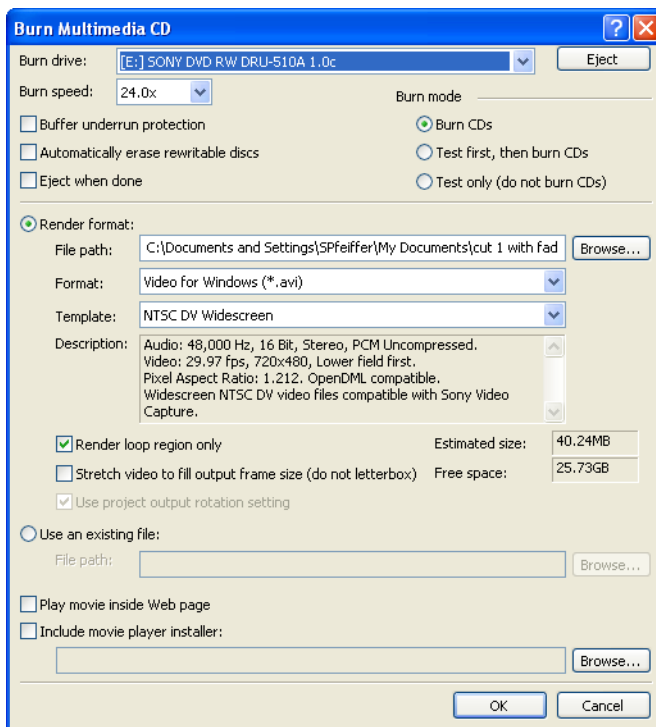 Burn Multimedia CD
Burn drive: [E:] SONY DVD RW DRU-510A 1.0c Eject
Burn speed: 24.0x
Burn mode
Buffer underrun protection Burn CDs
Automatically erase rewritable discs Test first, then burn CDs
Eject when done Test only (do not burn CDs)
Render format:
File path: C:\Documents and Settings\SPfeiffer\My Documents\cut 1 with fad Browse...
Format: Video for Windows (*.avi)
Template: NTSC DV Widescreen
Description: Audio: 48,000 Hz, 16 Bit, Stereo, PCM Uncompressed.
Video: 29.97 fps, 720x480, Lower field first.
Pixel Aspect Ratio: 1.212. OpenDML compatible.
Widescreen NTSC DV video files compatible with Sony Video
Capture.
Render loop region only Estimated size: 40.24MB
Stretch video to fill output frame size (do not letterbox) Free space: 25.73GB
Use project output rotation setting
Use an existing file:
File path: Browse...
Play movie inside Web page
Include movie player installer:
Browse...
OK Cancel